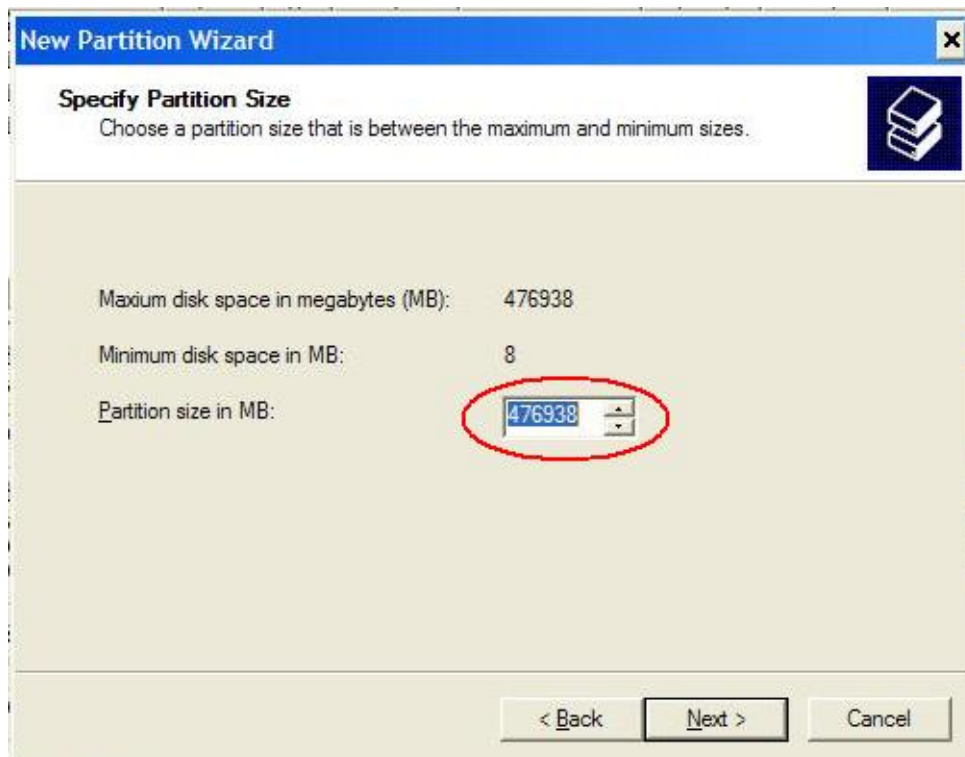 New Partition Wizard
Specify Partition Size
Choose a partition size that is between the maximum and minimum sizes.
Maxium disk space in megabytes (MB): 476938
Minimum disk space in MB: 8
Partition size in MB: 476938
< Back Next > Cancel